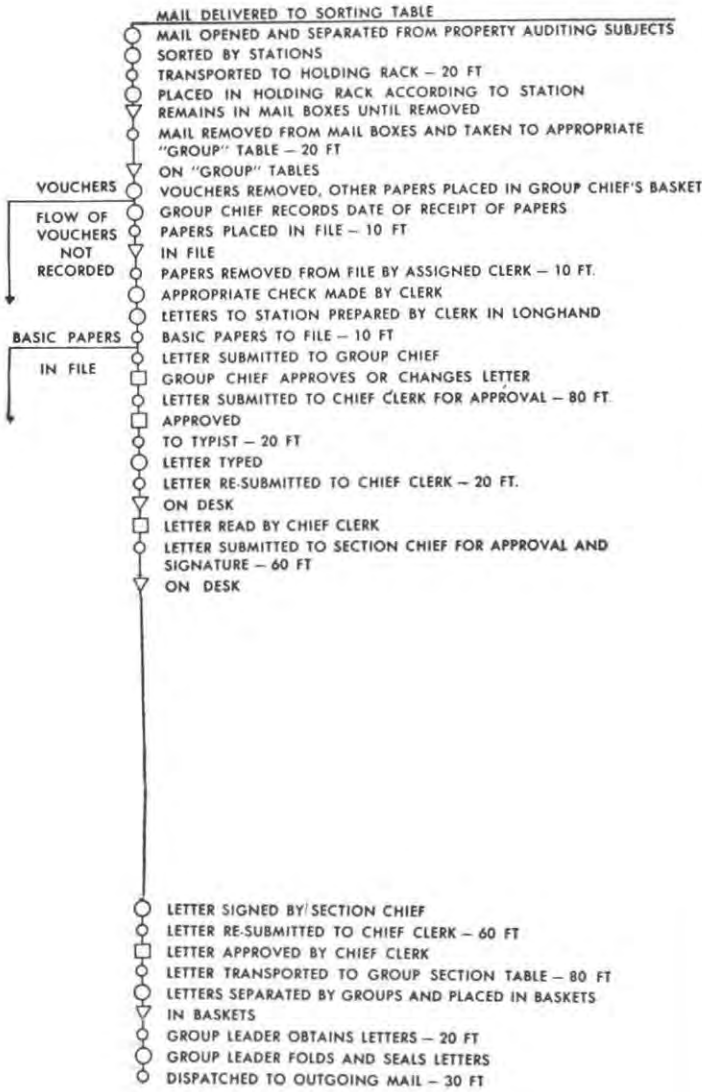 MAIL DELIVERED TO SORTING TABLE
MAIL OPENED AND SEPARATED FROM PROPERTY AUDITING SUBJECTS
SORTED BY STATIONS
TRANSPORTED TO HOLDING RACK – 20 FT
PLACED IN HOLDING RACK ACCORDING TO STATION
REMAINS IN MAIL BOXES UNTIL REMOVED
MAIL REMOVED FROM MAIL BOXES AND TAKEN TO APPROPRIATE
"GROUP" TABLE – 20 FT
ON "GROUP" TABLES
VOUCHERS
VOUCHERS REMOVED, OTHER PAPERS PLACED IN GROUP CHIEF'S BASKET
FLOW OF
VOUCHERS
NOT
RECORDED
GROUP CHIEF RECORDS DATE OF RECEIPT OF PAPERS
PAPERS PLACED IN FILE – 10 FT
IN FILE
PAPERS REMOVED FROM FILE BY ASSIGNED CLERK – 10 FT.
APPROPRIATE CHECK MADE BY CLERK
LETTERS TO STATION PREPARED BY CLERK IN LONGHAND
BASIC PAPERS
BASIC PAPERS TO FILE – 10 FT
IN FILE
LETTER SUBMITTED TO GROUP CHIEF
GROUP CHIEF APPROVES OR CHANGES LETTER
LETTER SUBMITTED TO CHIEF CLERK FOR APPROVAL – 80 FT.
APPROVED
TO TYPIST – 20 FT
LETTER TYPED
LETTER RE-SUBMITTED TO CHIEF CLERK – 20 FT.
ON DESK
LETTER READ BY CHIEF CLERK
LETTER SUBMITTED TO SECTION CHIEF FOR APPROVAL AND
SIGNATURE – 60 FT
ON DESK
LETTER SIGNED BY SECTION CHIEF
LETTER RE-SUBMITTED TO CHIEF CLERK – 60 FT
LETTER APPROVED BY CHIEF CLERK
LETTER TRANSPORTED TO GROUP SECTION TABLE – 80 FT
LETTERS SEPARATED BY GROUPS AND PLACED IN BASKETS
IN BASKETS
GROUP LEADER OBTAINS LETTERS – 20 FT
GROUP LEADER FOLDS AND SEALS LETTERS
DISPATCHED TO OUTGOING MAIL – 30 FT